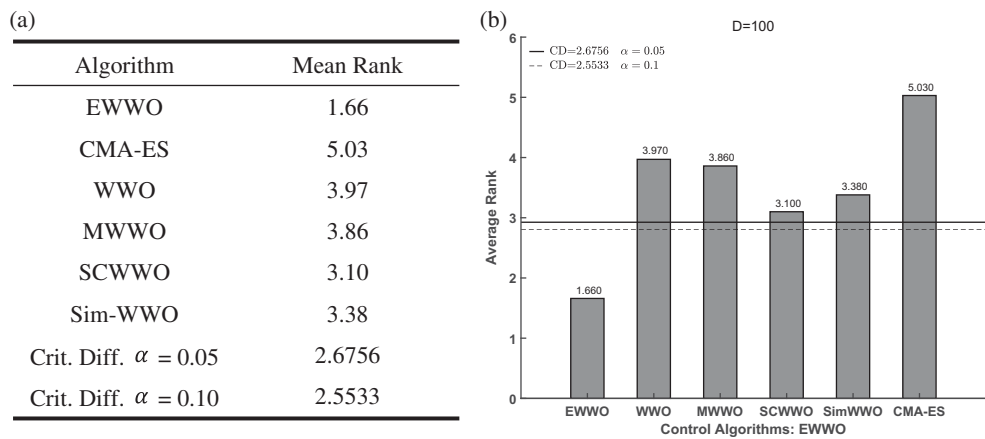 (a)
Algorithm Mean Rank
EWWO 1.66
CMA-ES 5.03
WWO 3.97
MWWO 3.86
SCWWO 3.10
Sim-WWO 3.38
Crit. Diff. α = 0.05 2.6756
Crit. Diff. α = 0.10 2.5533
(b)
D=100
CD=2.6756 α = 0.05
CD=2.5533 α = 0.1
Average Rank
6
5
4
3
2
1
0
1.660
3.970
3.860
3.100
3.380
5.030
EWWO WWO MWWO SCWWO SimWWO CMA-ES
Control Algorithms: EWWO